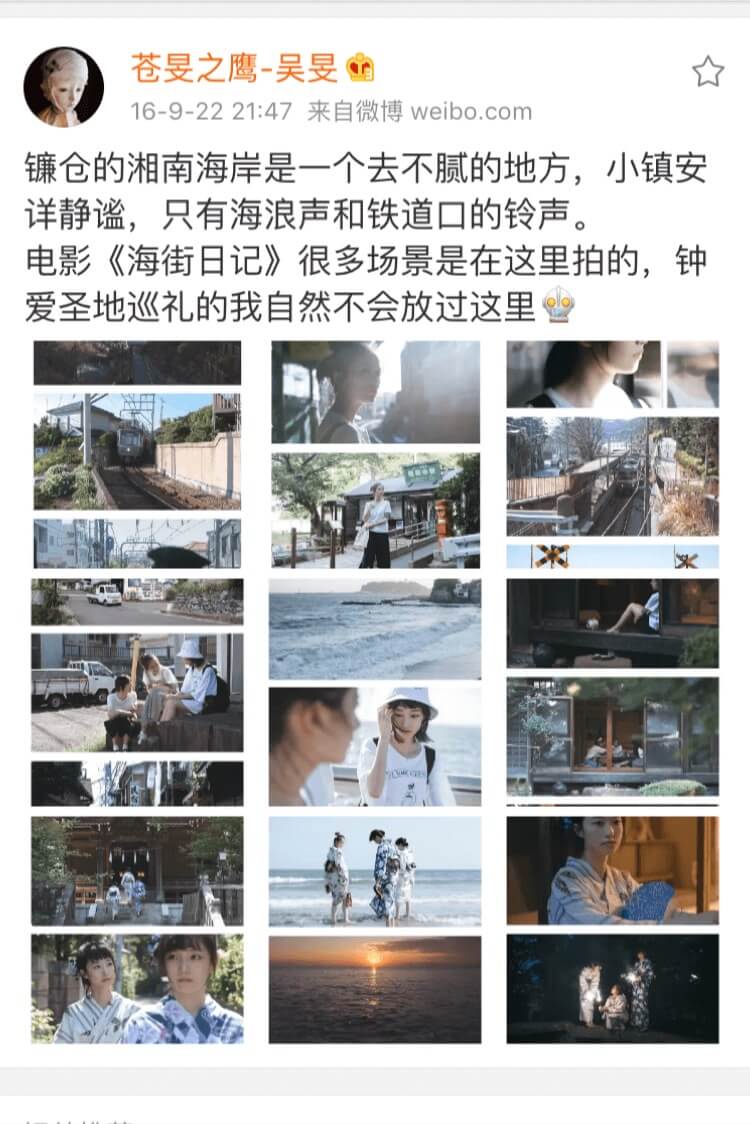 苍旻之鹰-吴旻
16-9-22 21:47 来自微博 weibo.com
镰仓的湘南海岸是一个去不腻的地方，小镇安
详静谧，只有海浪声和铁道口的铃声。
电影《海街日记》很多场景是在这里拍的，钟
爱圣地巡礼的我自然不会放过这里